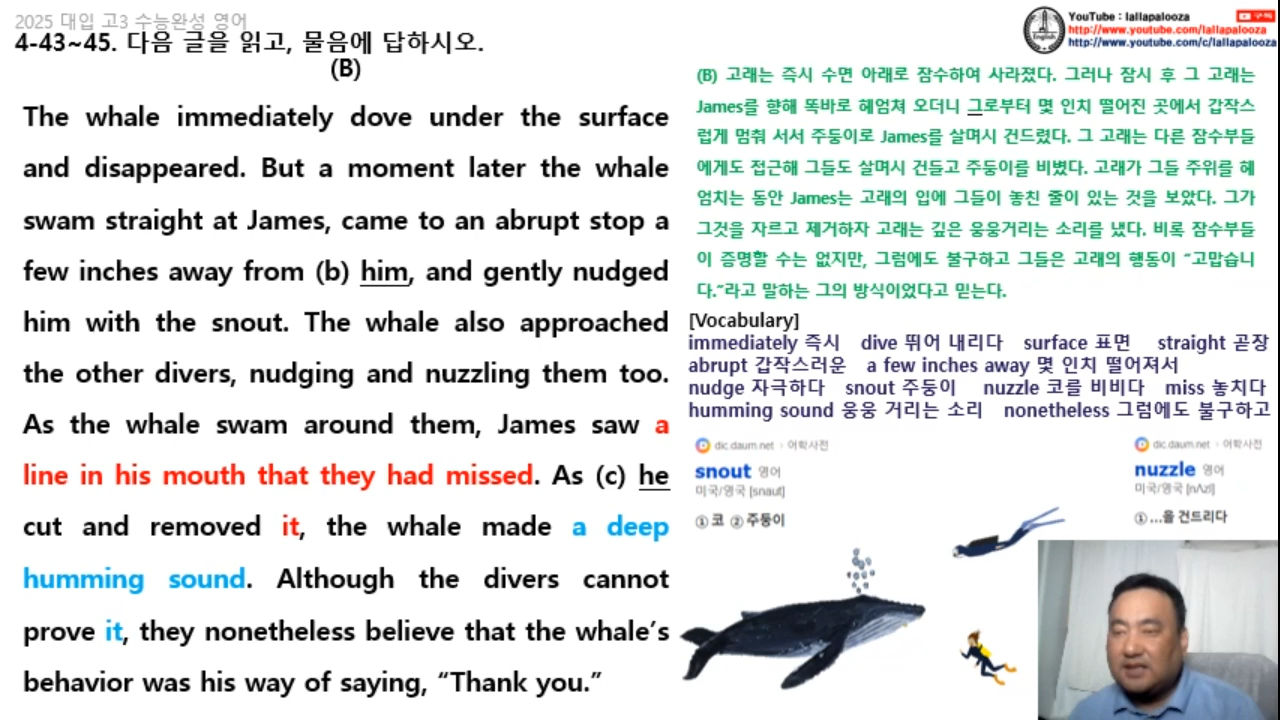 2025 대입 고3 수능완성 영어
4-43~45. 다음 글을 읽고, 물음에 답하시오.
(B)
The whale immediately dove under the surface
and disappeared. But a moment later the whale
swam straight at James, came to an abrupt stop a
few inches away from (b) him, and gently nudged
him with the snout. The whale also approached
the other divers, nudging and nuzzling them too.
As the whale swam around them, James saw a
line in his mouth that they had missed. As (c) he
cut and removed it, the whale made a deep
humming sound. Although the divers cannot
prove it, they nonetheless believe that the whale's
behavior was his way of saying, “Thank you.”
YouTube : lallapalooza
http://www.youtube.com/lallapalooza
http://www.youtube.com/c/lallapalooza
English
(B) 고래는 즉시 수면 아래로 잠수하여 사라졌다. 그러나 잠시 후 그 고래는
James를 향해 똑바로 헤엄쳐 오더니 그로부터 몇 인치 떨어진 곳에서 갑작스
럽게 멈춰 서서 주둥이로 James를 살며시 건드렸다. 그 고래는 다른 잠수부들
에게도 접근해 그들도 살며시 건들고 주둥이를 비볐다. 고래가 그들 주위를 헤
엄치는 동안 James는 고래의 입에 그들이 놓친 줄이 있는 것을 보았다. 그가
그것을 자르고 제거하자 고래는 깊은 웅웅거리는 소리를 냈다. 비록 잠수부들
이 증명할 수는 없지만, 그럼에도 불구하고 그들은 고래의 행동이 “고맙습니
다.”라고 말하는 그의 방식이었다고 믿는다.
[Vocabulary]
immediately 즉시 dive 뛰어 내리다 surface 표면 straight 곧장
abrupt 갑작스러운 a few inches away 몇 인치 떨어져서
nudge 자극하다 snout 주둥이 nuzzle 코를 비비다 miss 놓치다
humming sound 웅웅 거리는 소리 nonetheless 그럼에도 불구하고
dic.daum.net › 어학사전
snout 영어
미국/영국 [snaut]
① 코 ② 주둥이
dic.daum.net › 어학사전
nuzzle 영어
미국/영국 [nʌzl]
① …을 건드리다